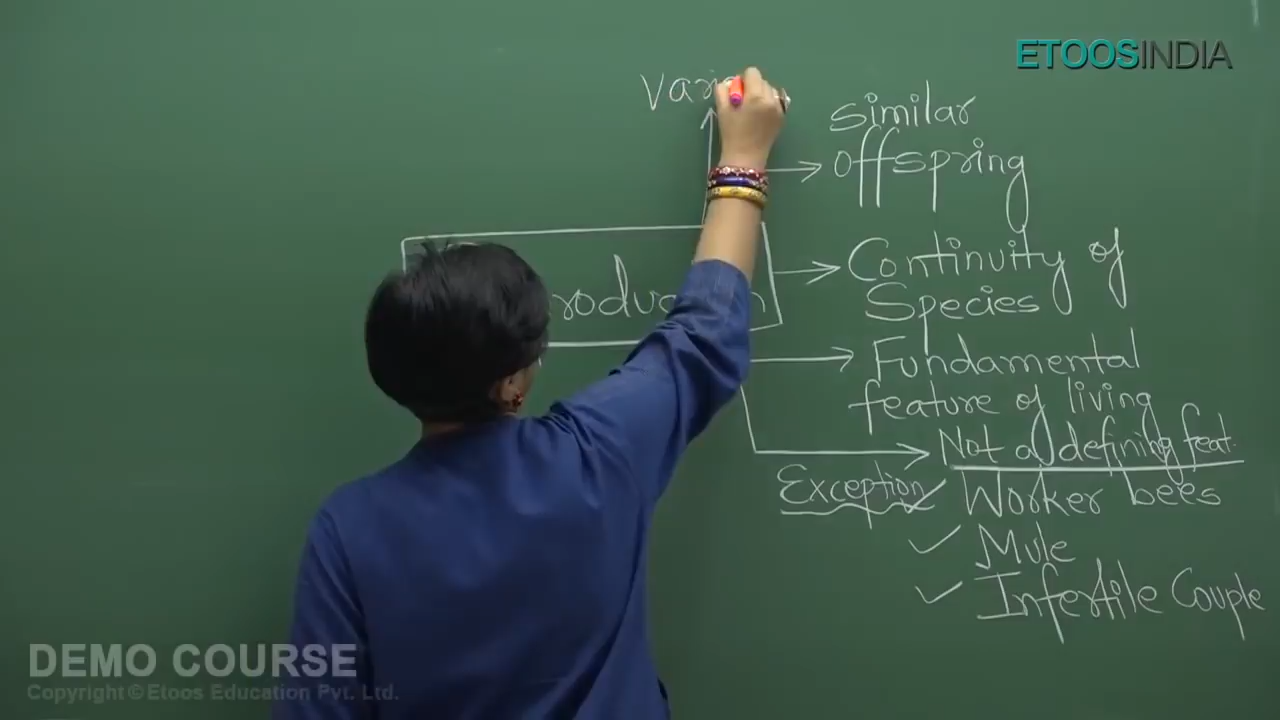 ETOOSINDIA
similar
offspring
Continuity of
Species
Fundamental
feature of living
Not a defining feat.
Exception
Worker bees
Mule
Infertile Couple
DEMO COURSE
Copyright©Etoos Education Pvt. Ltd.